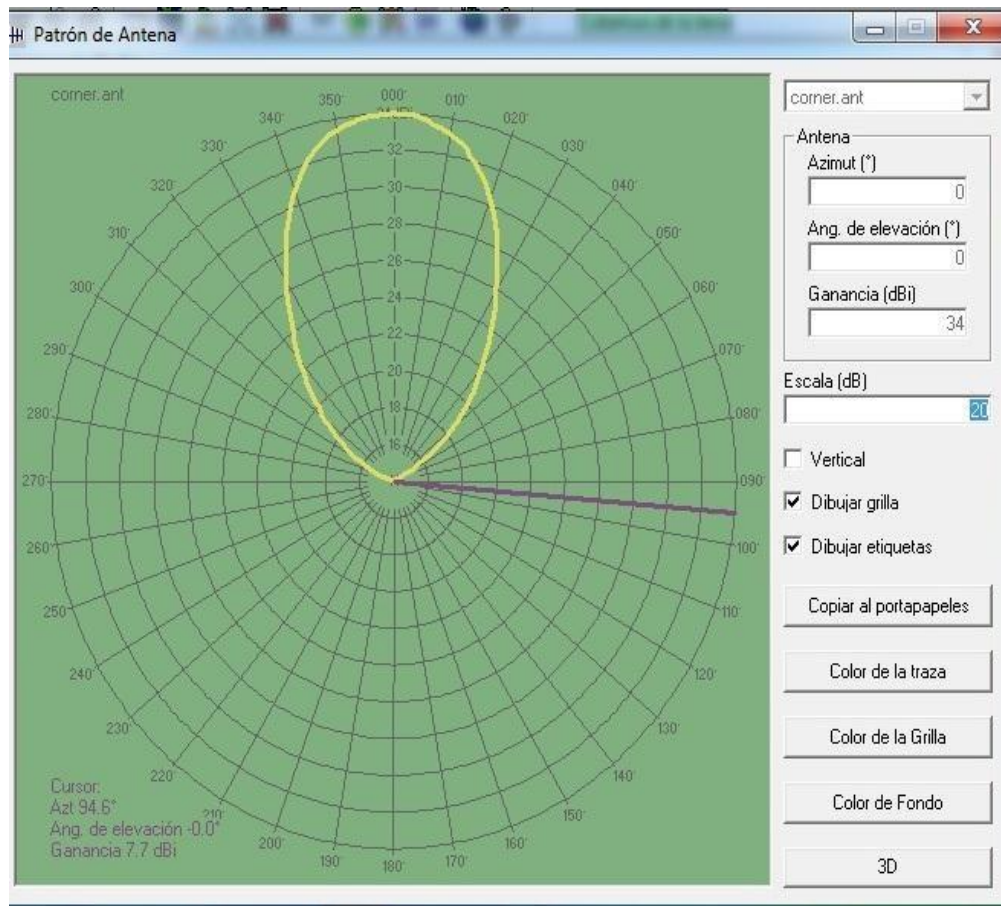 Patrón de Antena
corner.ant
000°
350°
010°
340°
020°
330°
030°
320°
040°
310°
050°
300°
060°
290°
070°
280°
080°
270°
090°
260°
100°
250°
110°
240°
120°
230°
130°
220°
140°
210°
150°
200°
160°
190°
170°
180°
32
30
28
26
24
22
20
18
16
Cursor:
Azt 94.6°
Ang. de elevación -0.0°
Ganancia 7.7 dBi
corner.ant
Antena
Azimut (°)
0
Ang. de elevación (°)
0
Ganancia (dBi)
34
Escala (dB)
20
Vertical
Dibujar grilla
Dibujar etiquetas
Copiar al portapapeles
Color de la traza
Color de la Grilla
Color de Fondo
3D